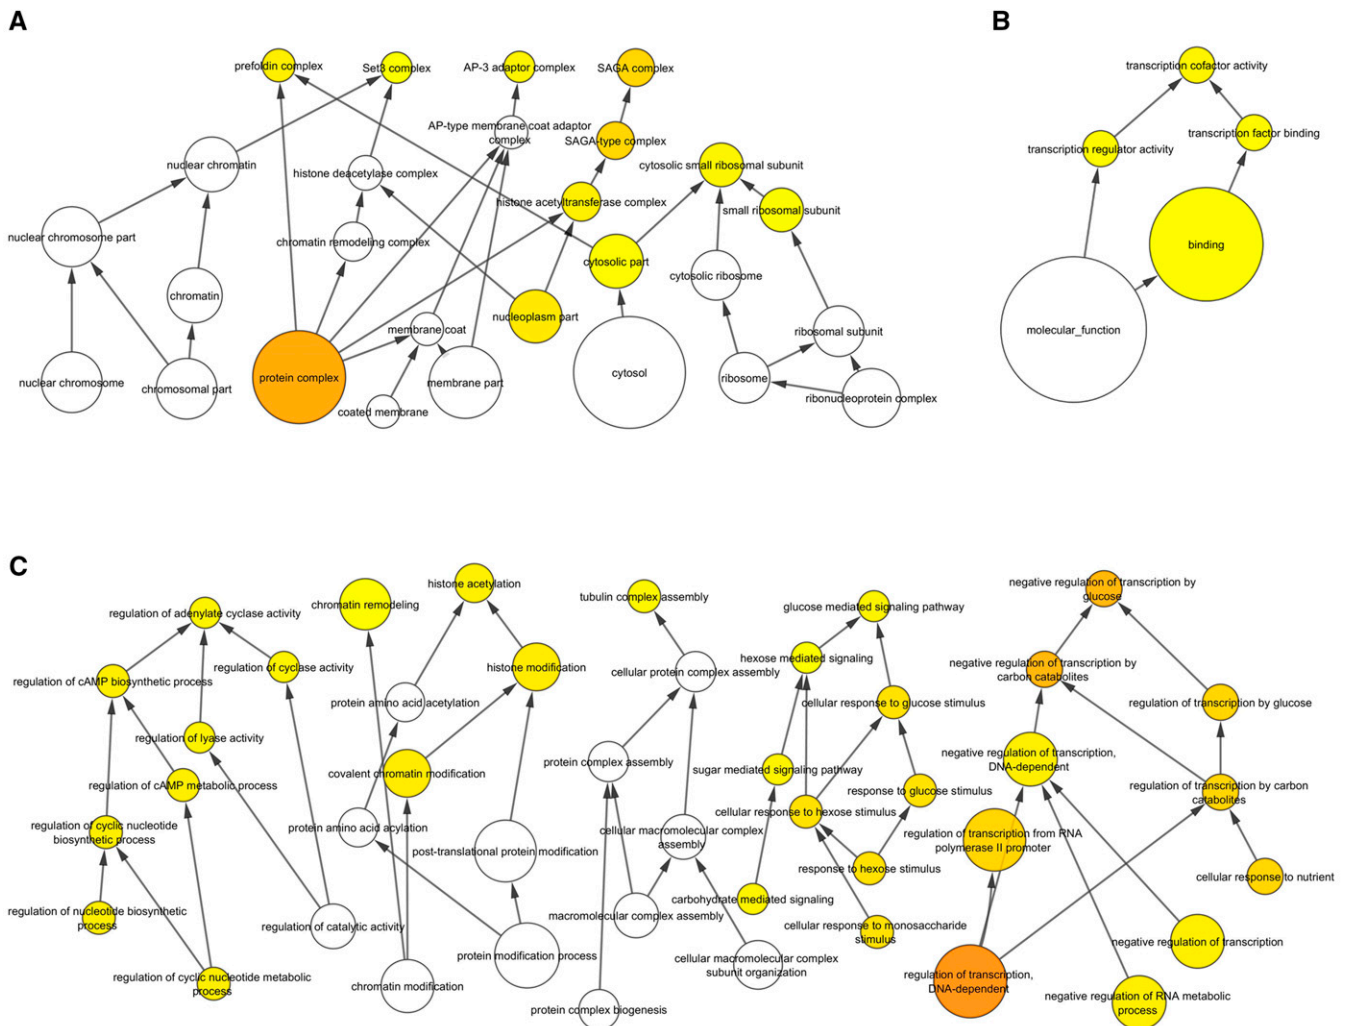 A
B
prefoldin complex
Set3 complex
AP-3 adaptor complex
SAGA complex
transcription cofactor activity
AP-type membrane coat adaptor
complex
SAGA-type complex
transcription factor binding
transcription regulator activity
nuclear chromatin
histone deacetylase complex
cytosolic small ribosomal subunit
histone acetyltransferase complex
small ribosomal subunit
nuclear chromosome part
chromatin remodeling complex
cytosolic part
cytosolic ribosome
binding
chromatin
nucleoplasm part
membrane coat
ribosomal subunit
molecular_function
nuclear chromosome
chromosomal part
protein complex
membrane part
cytosol
ribosome
ribonucleoprotein complex
coated membrane
C
regulation of adenylate cyclase activity
chromatin remodeling
histone acetylation
tubulin complex assembly
glucose mediated signaling pathway
negative regulation of transcription by
glucose
regulation of cAMP biosynthetic process
regulation of cyclase activity
histone modification
cellular protein complex assembly
hexose mediated signaling
negative regulation of transcription by
carbon catabolites
protein amino acid acetylation
cellular response to glucose stimulus
regulation of transcription by glucose
regulation of lyase activity
negative regulation of transcription,
DNA-dependent
regulation of cAMP metabolic process
covalent chromatin modification
protein complex assembly
sugar mediated signaling pathway
response to glucose stimulus
regulation of transcription by carbon
catabolites
regulation of cyclic nucleotide
biosynthetic process
protein amino acid acylation
post-translational protein modification
cellular macromolecular complex
assembly
cellular response to hexose stimulus
regulation of transcription from RNA
polymerase II promoter
response to hexose stimulus
cellular response to nutrient
regulation of nucleotide biosynthetic
process
regulation of catalytic activity
macromolecular complex assembly
carbohydrate mediated signaling
cellular response to monosaccharide
stimulus
negative regulation of transcription
regulation of cyclic nucleotide metabolic
process
chromatin modification
protein modification process
cellular macromolecular complex
subunit organization
protein complex biogenesis
regulation of transcription,
DNA-dependent
negative regulation of RNA metabolic
process